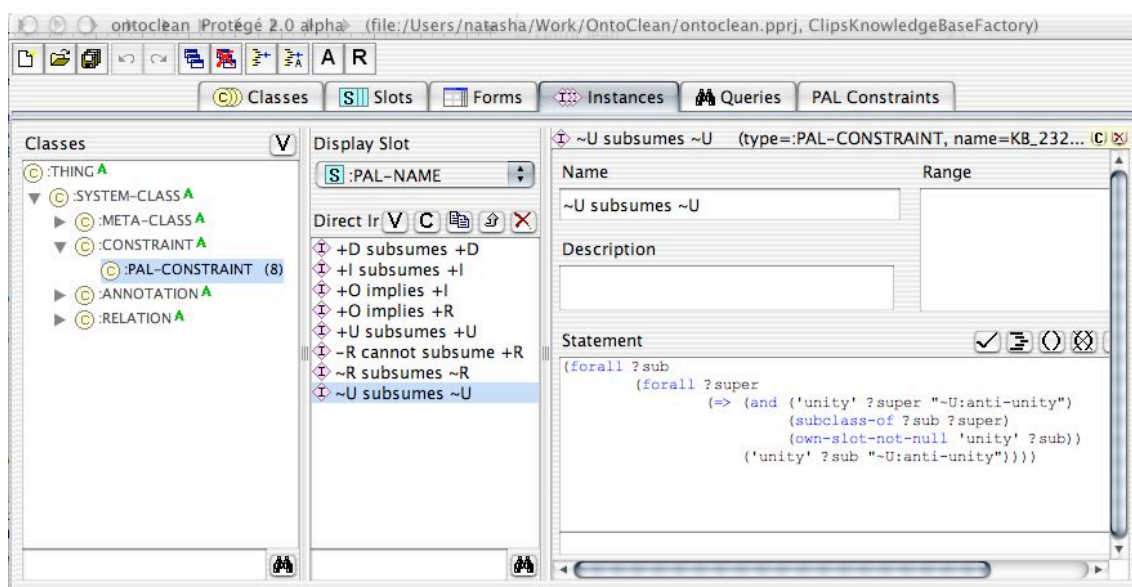 ontoclean Protégé 2.0 alpha (file:/Users/natasha/Work/OntoClean/ontoclean.pprj, ClipsKnowledgeBaseFactory)
A R
C Classes S Slots Forms Instances Queries PAL Constraints
Classes V
C :THING A
C :SYSTEM-CLASS A
C :META-CLASS A
C :CONSTRAINT A
C :PAL-CONSTRAINT (8)
C :ANNOTATION A
C :RELATION A
Display Slot
S :PAL-NAME
Direct Ir V C
I +D subsumes +D
I +I subsumes +I
I +O implies +I
I +O implies +R
I +U subsumes +U
I -R cannot subsume +R
I ~R subsumes ~R
I ~U subsumes ~U
I ~U subsumes ~U (type=:PAL-CONSTRAINT, name=KB_232... C
Name Range
~U subsumes ~U
Description
Statement
(forall ?sub
(forall ?super
(=> (and ('unity' ?super "~U:anti-unity")
(subclass-of ?sub ?super)
(own-slot-not-null 'unity' ?sub))
('unity' ?sub "~U:anti-unity"))))